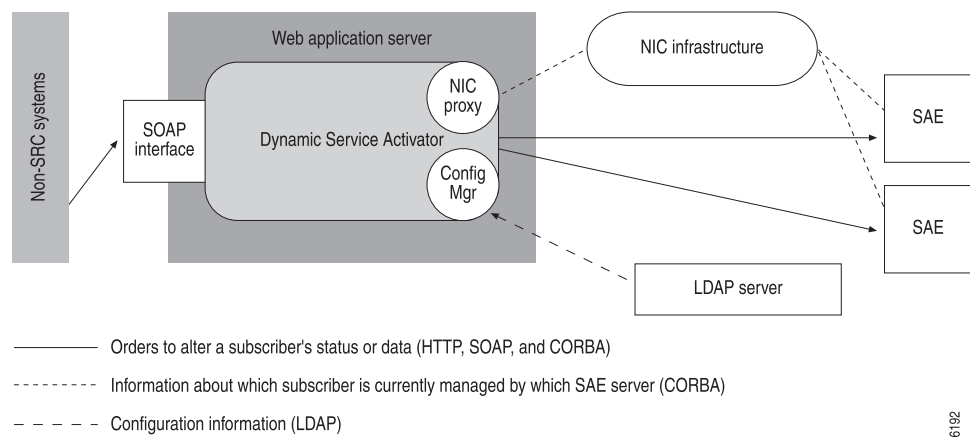 Web application server
Non-SRC systems
SOAP
interface
NIC
proxy
Dynamic Service Activator
Config
Mgr
NIC infrastructure
SAE
SAE
LDAP server
Orders to alter a subscriber's status or data (HTTP, SOAP, and CORBA)
Information about which subscriber is currently managed by which SAE server (CORBA)
Configuration information (LDAP)
6192